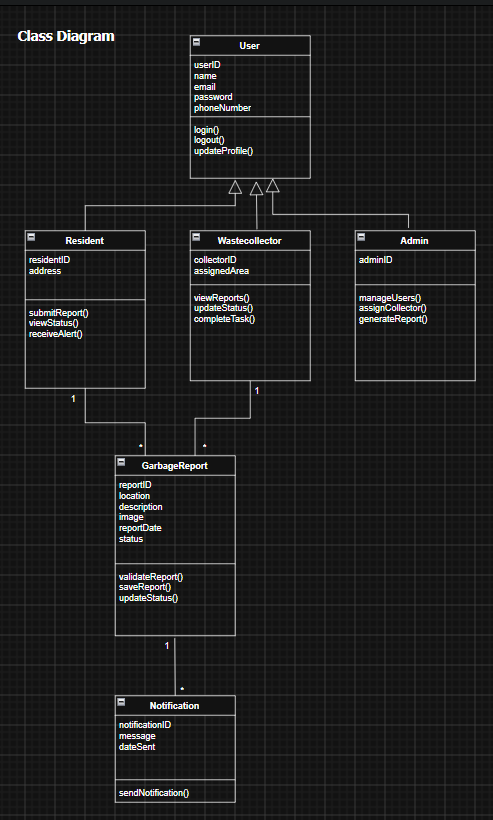 Class Diagram
User
userID
name
email
password
phoneNumber
login()
logout()
updateProfile()
Resident
residentID
address
submitReport()
viewStatus()
receiveAlert()
Wastecollector
collectorID
assignedArea
viewReports()
updateStatus()
completeTask()
Admin
adminID
manageUsers()
assignCollector()
generateReport()
1
1
*
*
GarbageReport
reportID
location
description
image
reportDate
status
validateReport()
saveReport()
updateStatus()
1
*
Notification
notificationID
message
dateSent
sendNotification()